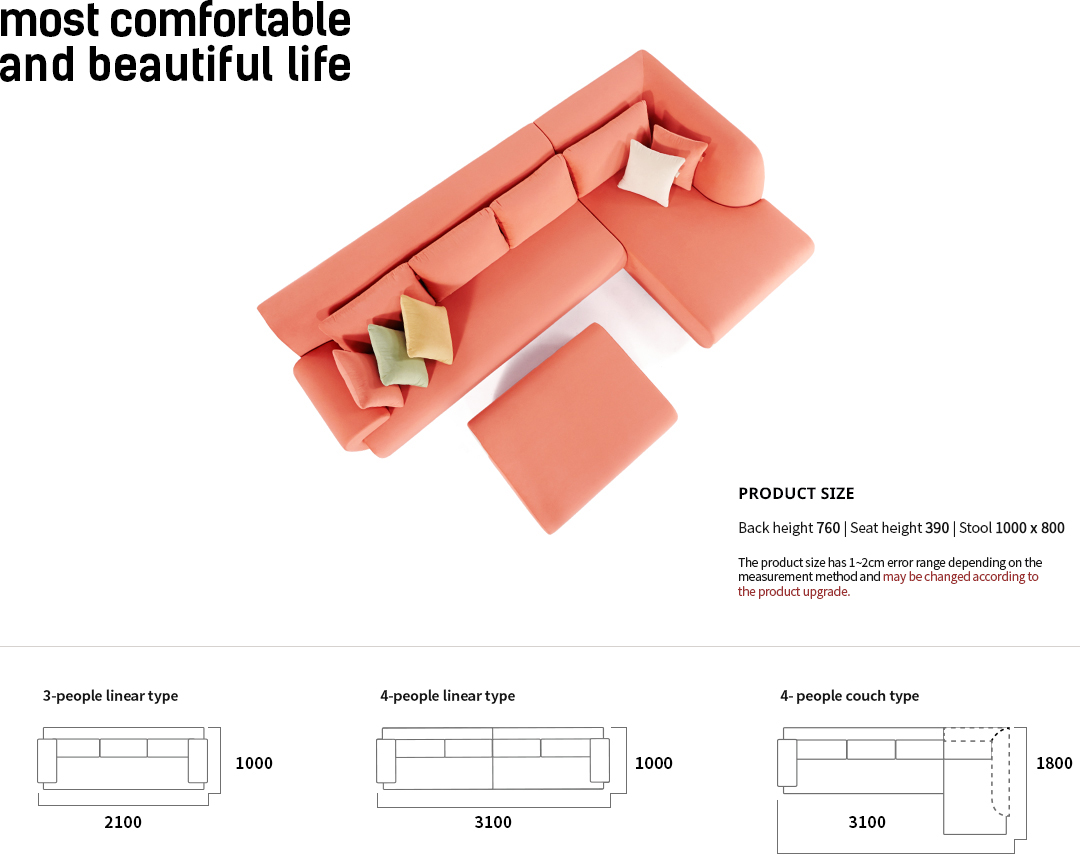 most comfortable
and beautiful life
PRODUCT SIZE
Back height 760 | Seat height 390 | Stool 1000 x 800
The product size has 1~2cm error range depending on the
measurement method and may be changed according to
the product upgrade.
3-people linear type
4-people linear type
4- people couch type
1000
1000
1800
2100
3100
3100